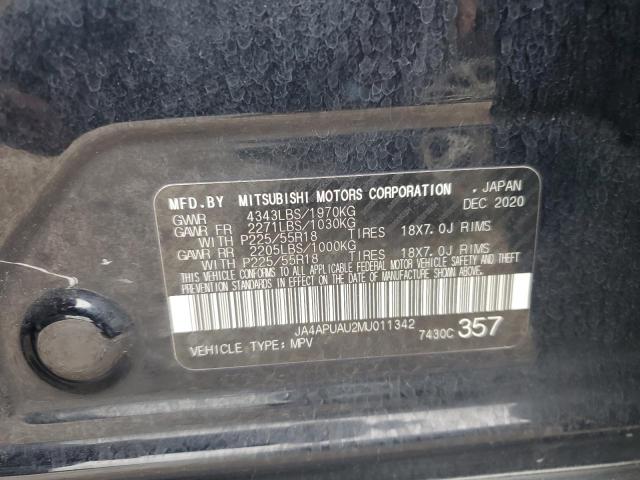 MFD.BY MITSUBISHI MOTORS CORPORATION . JAPAN
GVWR 4343LBS/1970KG DEC 2020
GAWR FR 2271LBS/1030KG
WITH P225/55R18 TIRES 18X7.0J RIMS
GAWR RR 2205LBS/1000KG
WITH P225/55R18 TIRES 18X7.0J RIMS
THIS VEHICLE CONFORMS TO ALL APPLICABLE FEDERAL MOTOR VEHICLE SAFETY AND THEFT
PREVENTION STANDARDS IN EFFECT ON THE DATE OF MANUFACTURE SHOWN ABOVE.
JA4APUAU2MU011342
VEHICLE TYPE: MPV 7430C 357